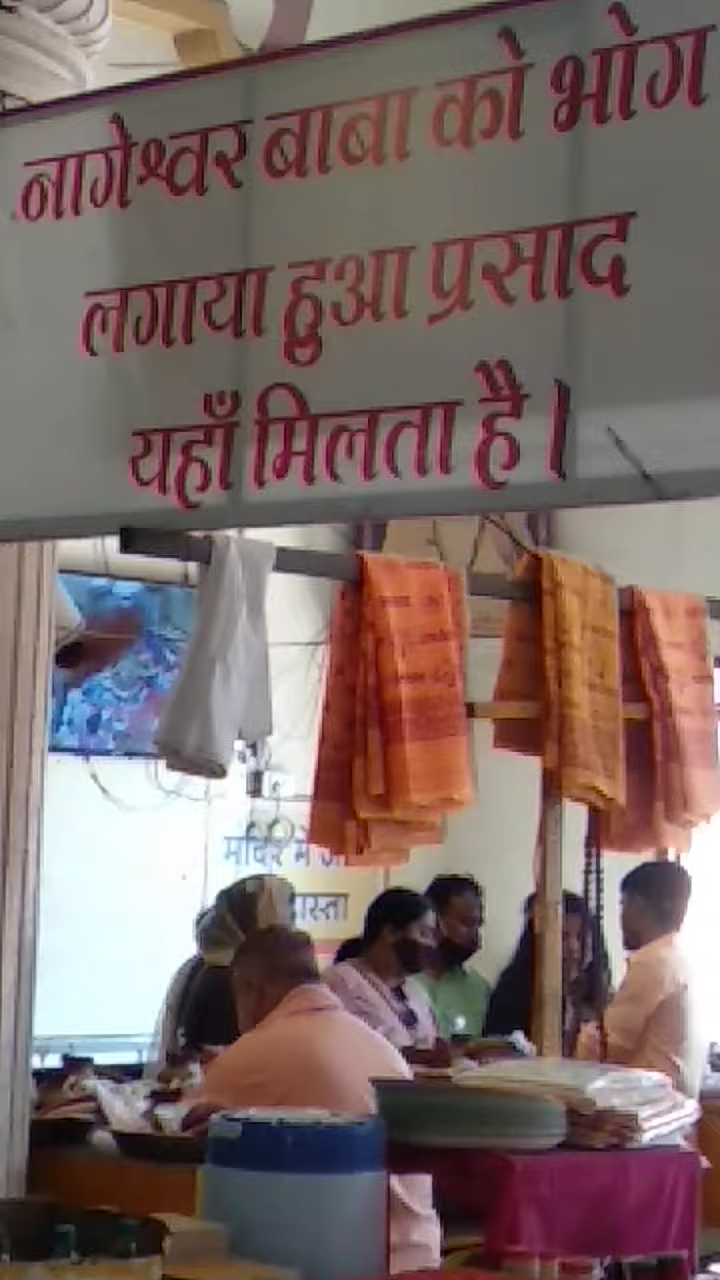 नागेश्वर बाबा को भोग
लगाया हुआ प्रसाद
यहाँ मिलता है।
मंदिर में